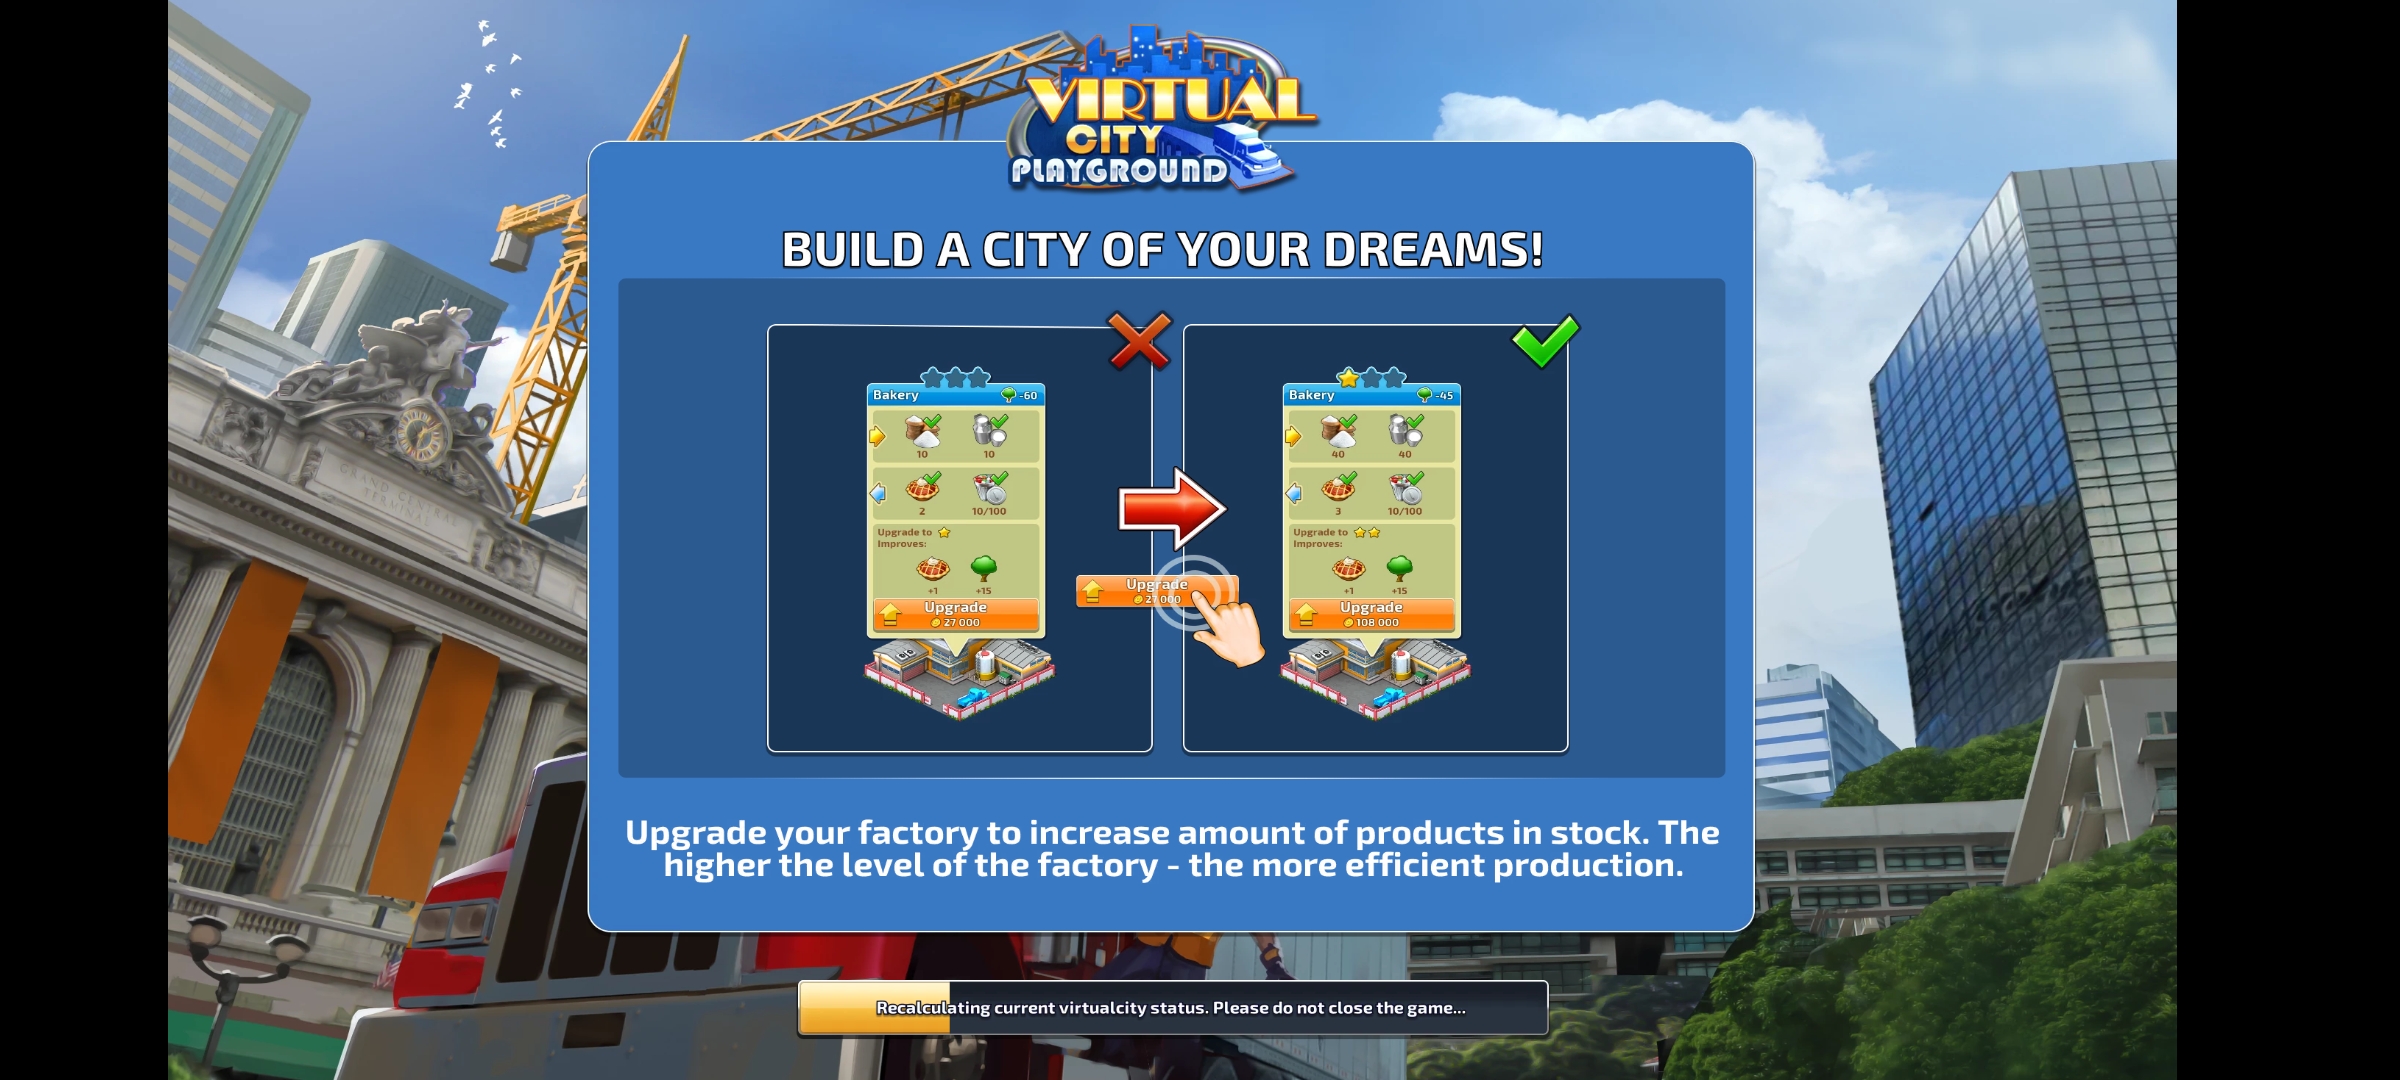 VIRTUAL
CITY
PLAYGROUND
BUILD A CITY OF YOUR DREAMS!
Bakery -60
10 10
2 10/100
Upgrade to
Improves:
+1 +15
Upgrade
27 000
Upgrade
27 000
Bakery -45
40 40
3 10/100
Upgrade to
Improves:
+1 +15
Upgrade
108 000
Upgrade your factory to increase amount of products in stock. The
higher the level of the factory - the more efficient production.
Recalculating current virtualcity status. Please do not close the game...
GRAND CENTRAL
TERMINAL